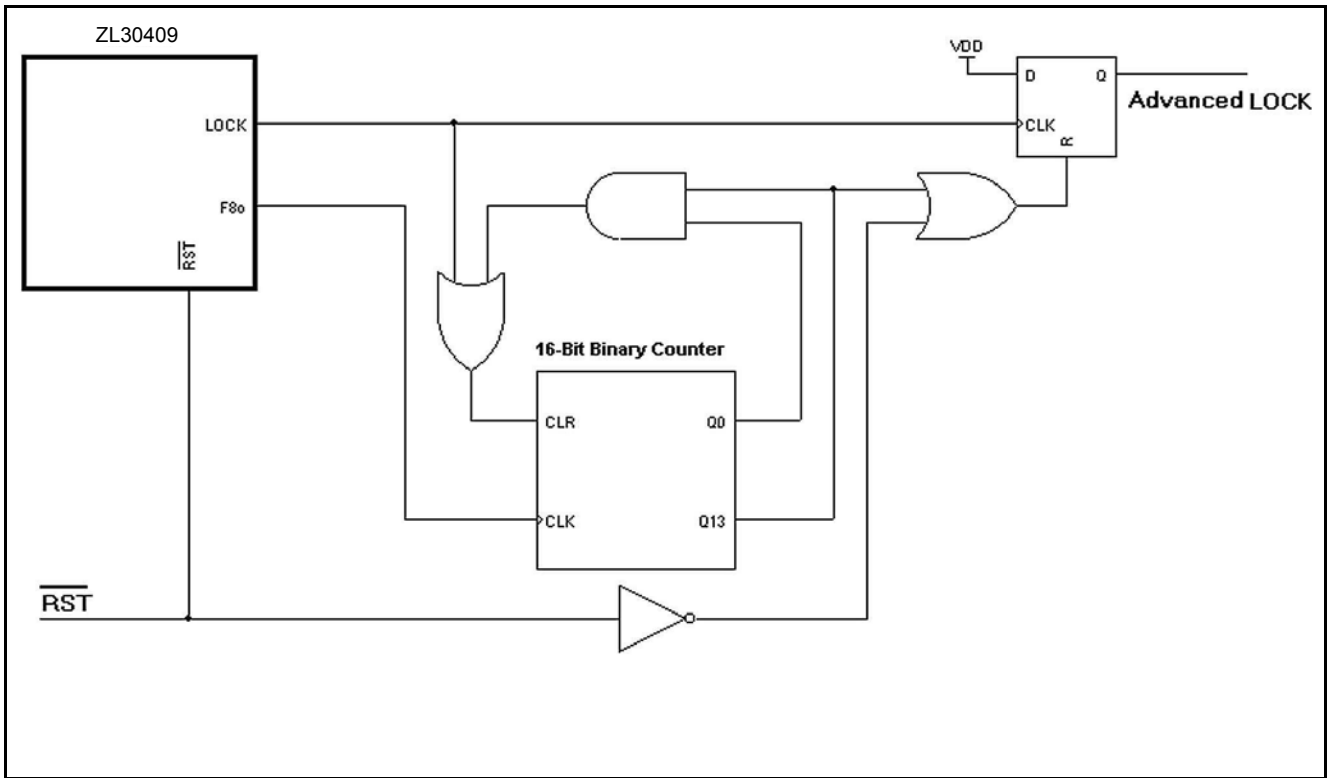 ZL30409
VDD
D
Q
Advanced LOCK
LOCK
CLK
R
F8o
RST
16-Bit Binary Counter
CLR
Q0
CLK
Q13
RST